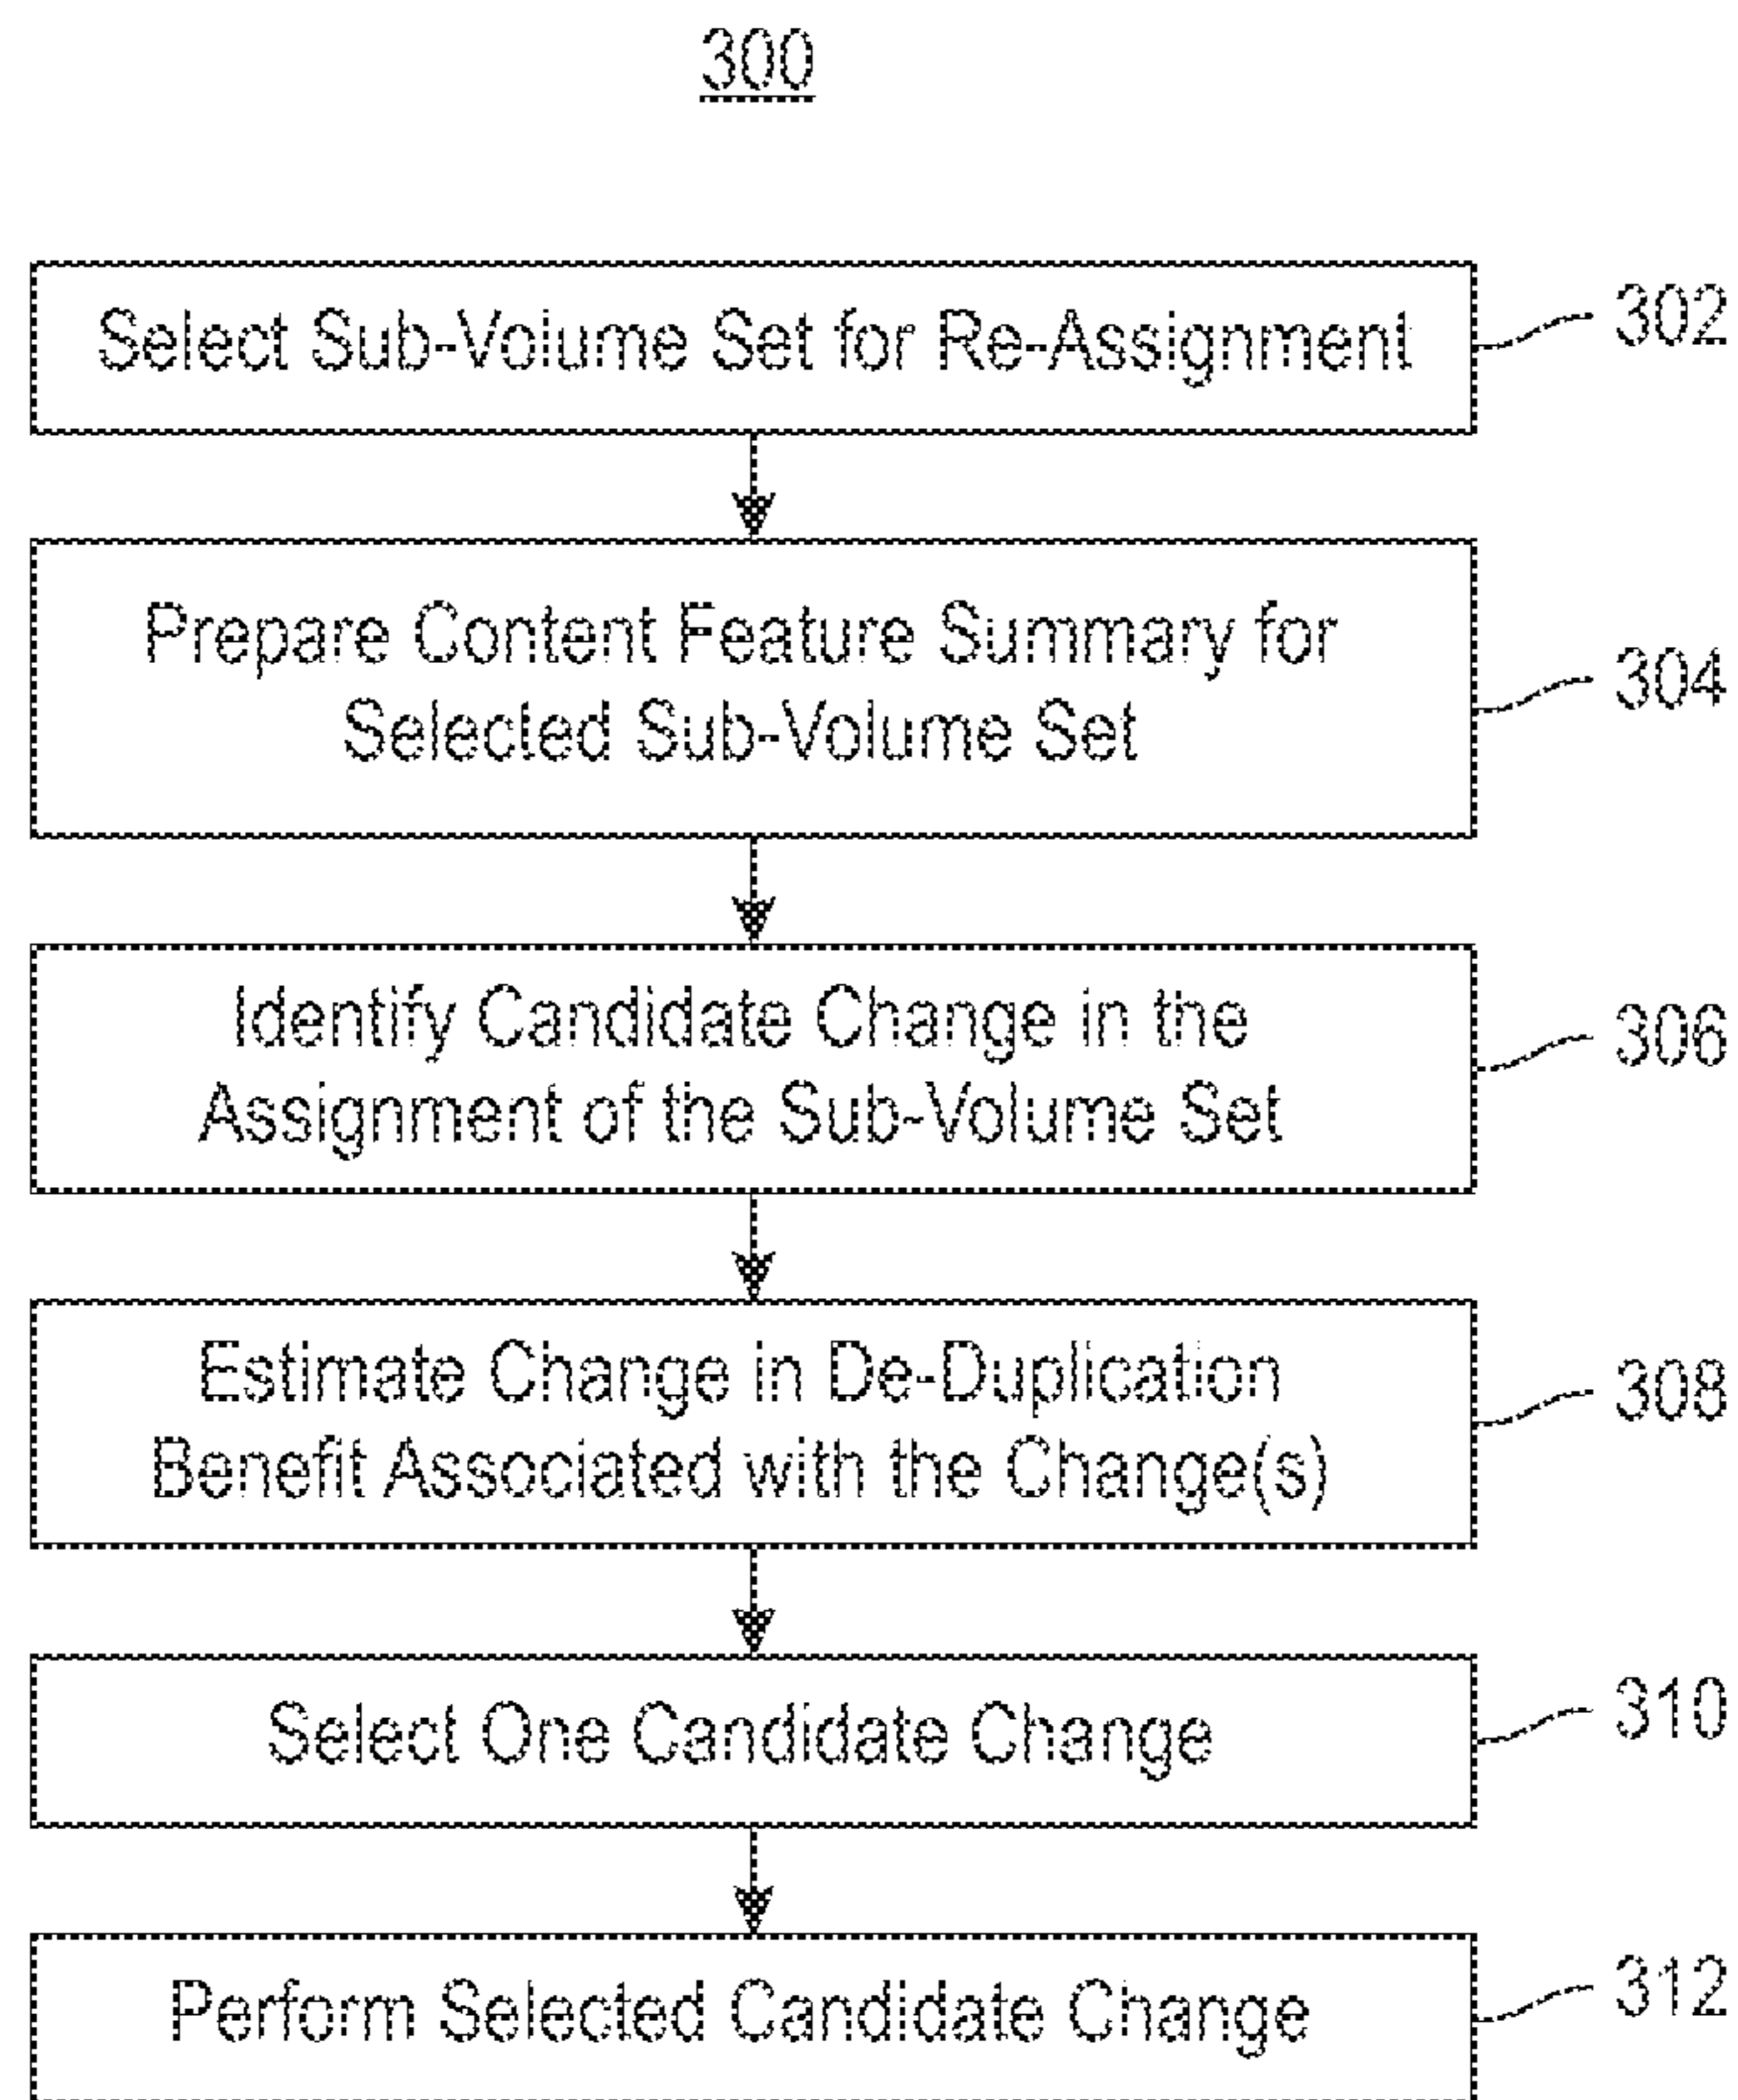 300
Select Sub-Volume Set for Re-Assignment
302
Prepare Content Feature Summary for
Selected Sub-Volume Set
304
Identify Candidate Change in the
Assignment of the Sub-Volume Set
306
Estimate Change in De-Duplication
Benefit Associated with the Change(s)
308
Select One Candidate Change
310
Perform Selected Candidate Change
312